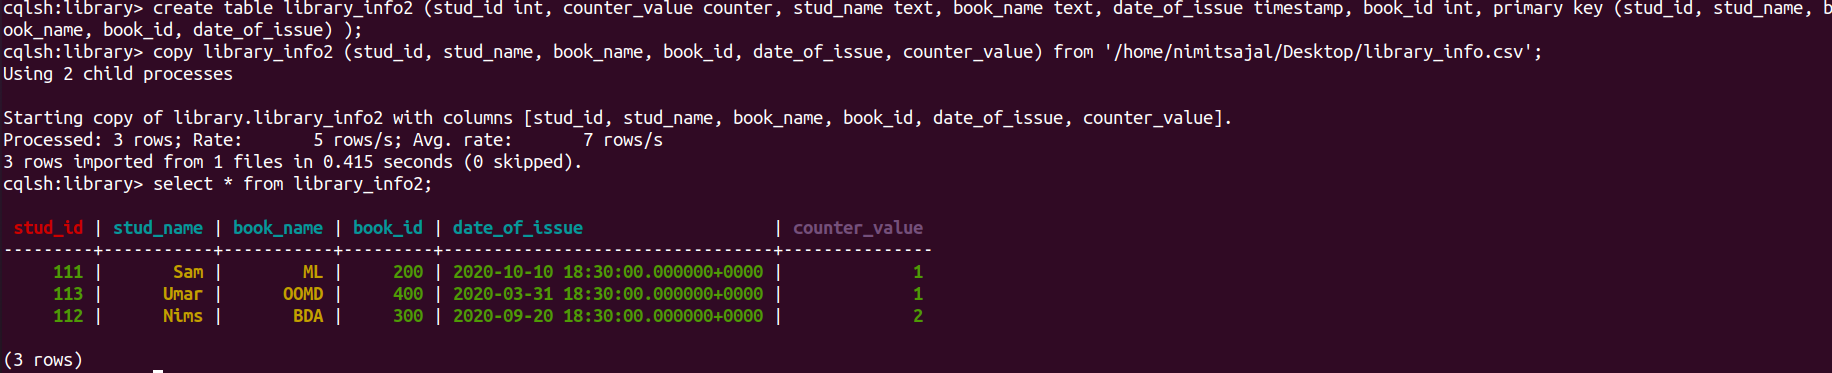 cqlsh:library> create table library_info2 (stud_id int, counter_value counter, stud_name text, book_name text, date_of_issue timestamp, book_id int, primary key (stud_id, stud_name, b
ook_name, book_id, date_of_issue) );
cqlsh:library> copy library_info2 (stud_id, stud_name, book_name, book_id, date_of_issue, counter_value) from '/home/nimitsajal/Desktop/library_info.csv';
Using 2 child processes

Starting copy of library.library_info2 with columns [stud_id, stud_name, book_name, book_id, date_of_issue, counter_value].
Processed: 3 rows; Rate:       5 rows/s; Avg. rate:       7 rows/s
3 rows imported from 1 files in 0.415 seconds (0 skipped).
cqlsh:library> select * from library_info2;

 stud_id | stud_name | book_name | book_id | date_of_issue                   | counter_value
---------+-----------+-----------+---------+---------------------------------+---------------
     111 |       Sam |        ML |     200 | 2020-10-10 18:30:00.000000+0000 |             1
     113 |      Umar |      OOMD |     400 | 2020-03-31 18:30:00.000000+0000 |             1
     112 |      Nims |       BDA |     300 | 2020-09-20 18:30:00.000000+0000 |             2

(3 rows)